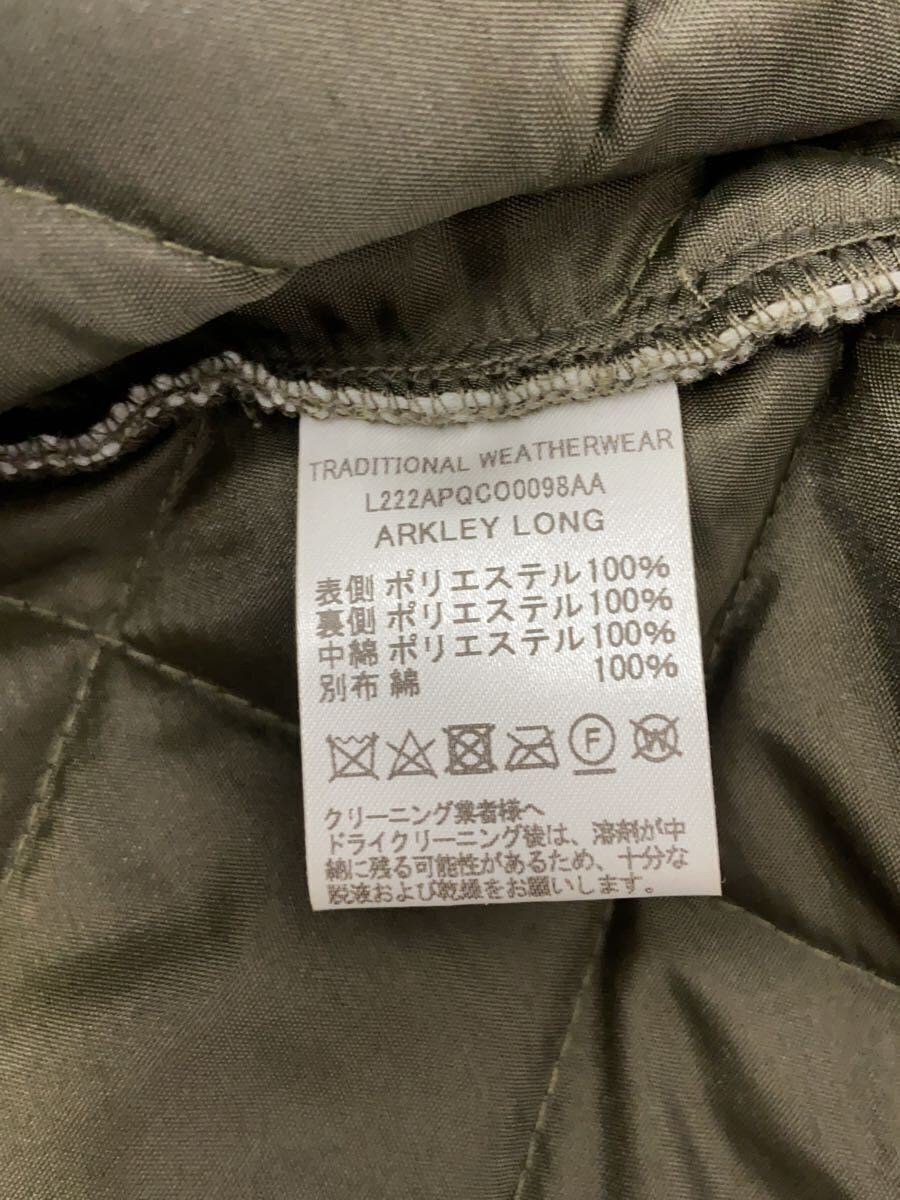 TRADITIONAL WEATHERWEAR
L222APQCO0098AA
ARKLEY LONG
表側 ポリエステル100%
裏側 ポリエステル100%
中綿 ポリエステル100%
別布 綿 100%
F
W
クリーニング業者様へ
ドライクリーニング後は、溶剤が中
綿に残る可能性があるため、十分な
脱液および乾燥をお願いします。